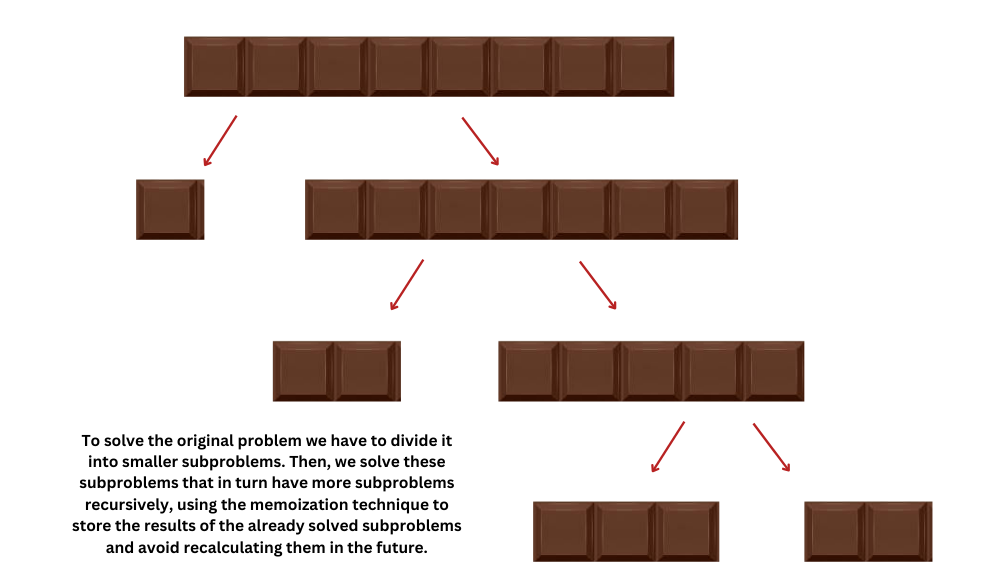 To solve the original problem we have to divide it
into smaller subproblems. Then, we solve these
subproblems that in turn have more subproblems
recursively, using the memoization technique to
store the results of the already solved subproblems
and avoid recalculating them in the future.